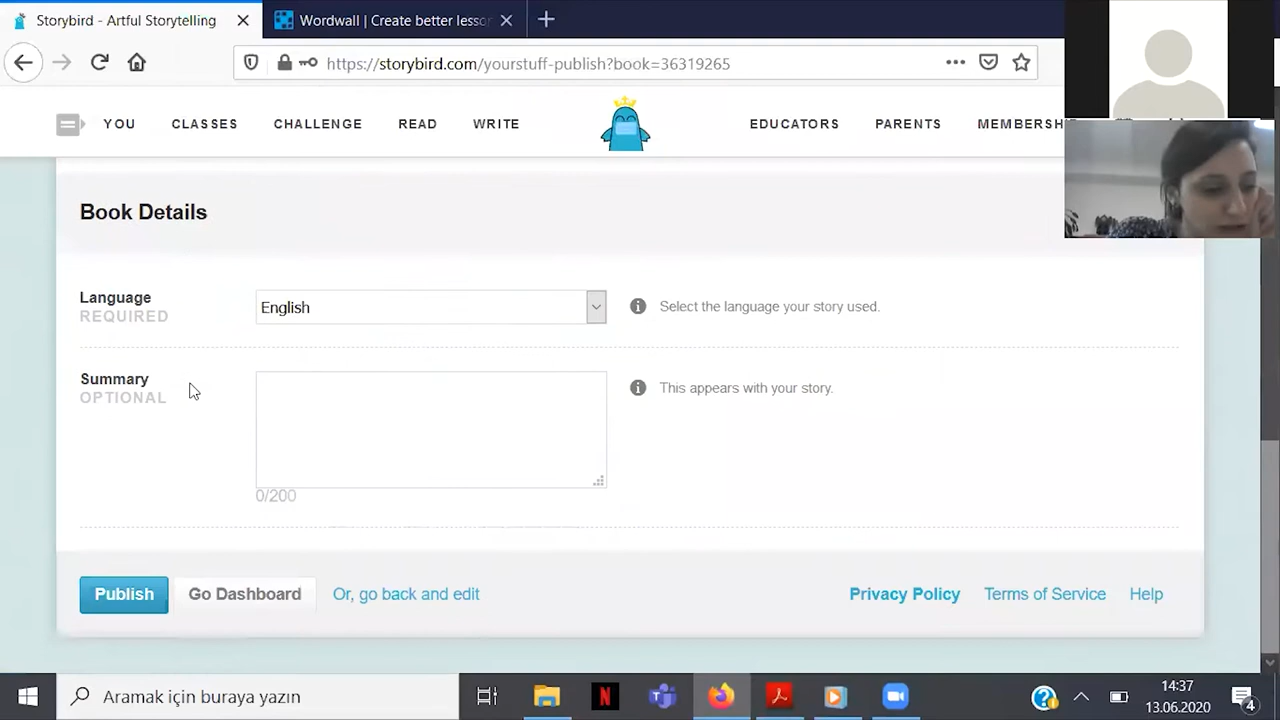 Storybird - Artful Storytelling
Wordwall | Create better lesso
https://storybird.com/yourstuff-publish?book=36319265
YOU CLASSES CHALLENGE READ WRITE EDUCATORS PARENTS MEMBERSH
Book Details
Language
REQUIRED
English
Select the language your story used.
Summary
OPTIONAL
This appears with your story.
0/200
Publish Go Dashboard Or, go back and edit Privacy Policy Terms of Service Help
Aramak için buraya yazın
14:37
13.06.2020
4